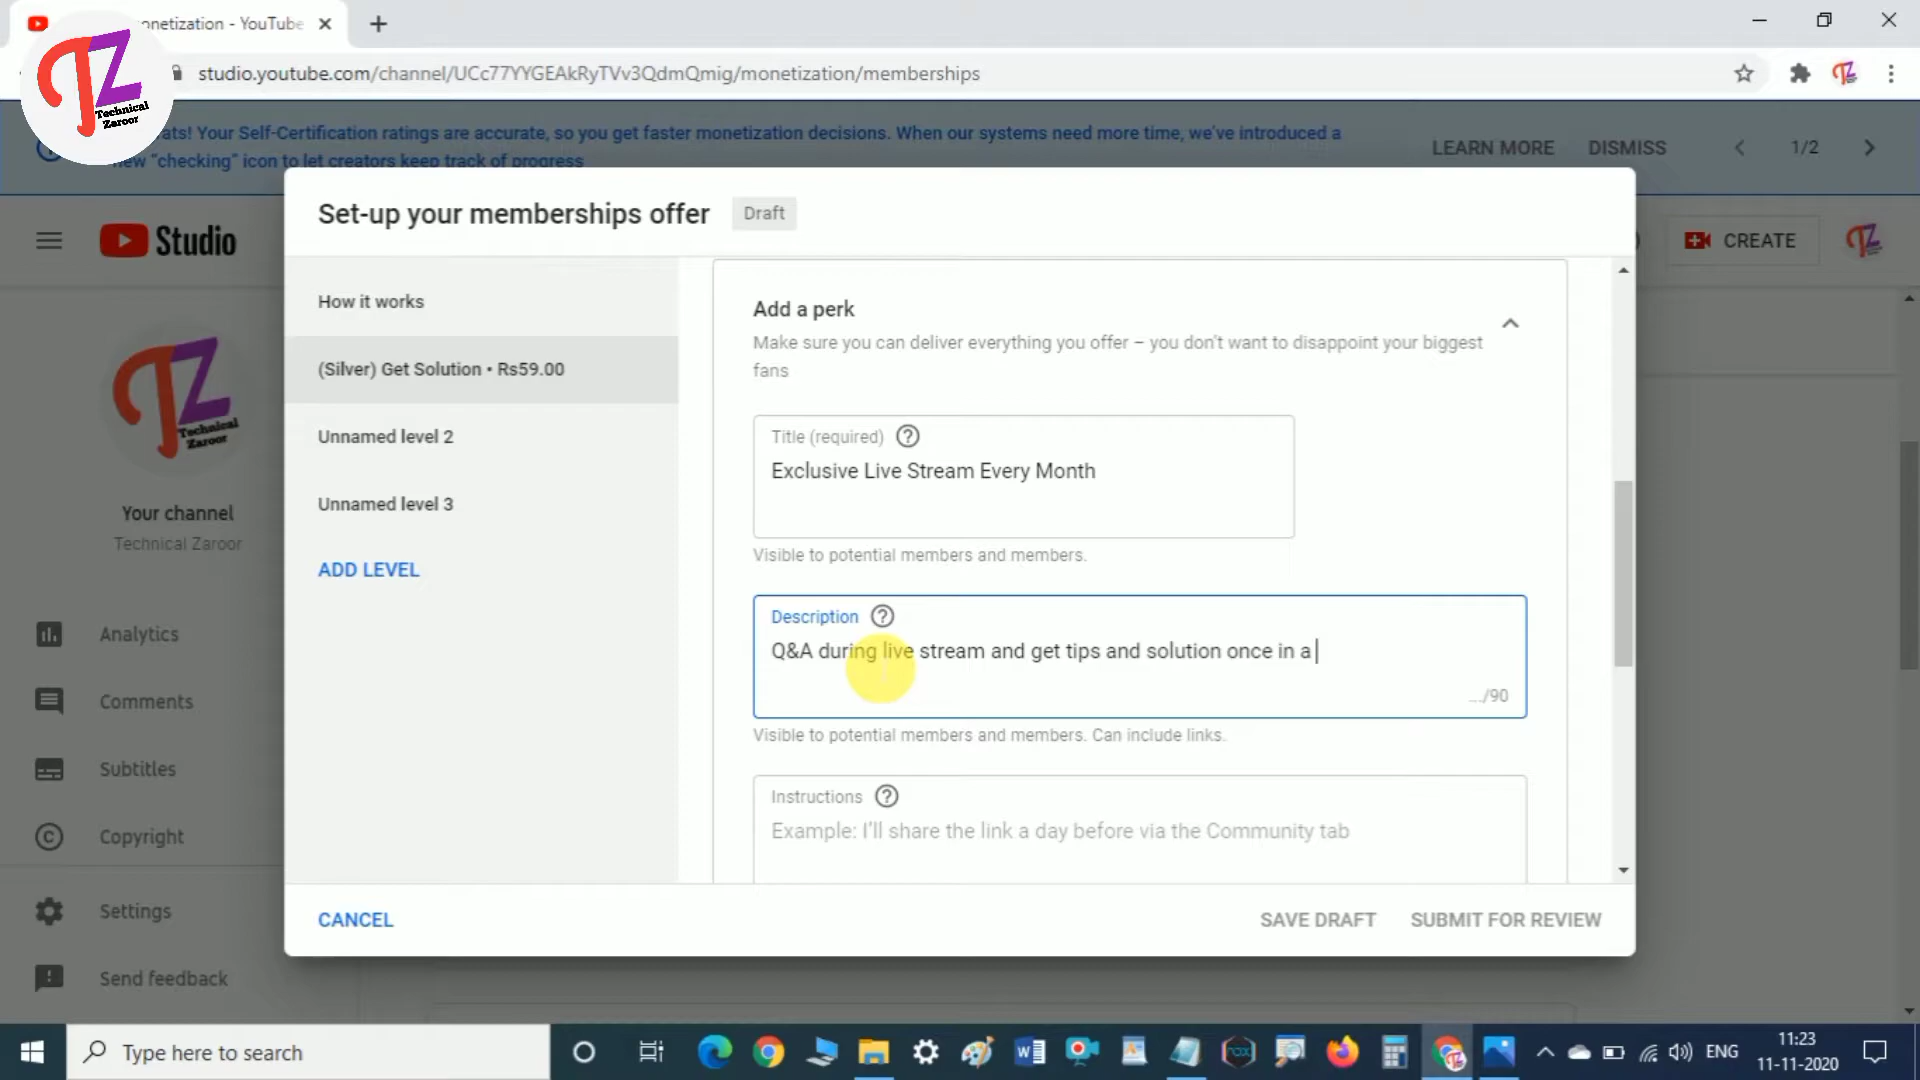 onetization - YouTube
studio.youtube.com/channel/UCc77YYGEAkRyTVv3QdmQmig/monetization/memberships
TZ
Technical
Zaroor
ats! Your Self-Certification ratings are accurate, so you get faster monetization decisions. When our systems need more time, we've introduced a
new "checking" icon to let creators keep track of progress
LEARN MORE
DISMISS
1/2
Studio
CREATE
Set-up your memberships offer
Draft
How it works
(Silver) Get Solution • Rs59.00
Unnamed level 2
Unnamed level 3
ADD LEVEL
Add a perk
Make sure you can deliver everything you offer – you don't want to disappoint your biggest
fans
Title (required)
Exclusive Live Stream Every Month
Visible to potential members and members.
Description
Q&A during live stream and get tips and solution once in a
.../90
Visible to potential members and members. Can include links.
Instructions
Example: I'll share the link a day before via the Community tab
CANCEL
SAVE DRAFT
SUBMIT FOR REVIEW
TZ
Technical
Zaroor
Your channel
Technical Zaroor
Analytics
Comments
Subtitles
Copyright
Settings
Send feedback
Type here to search
ENG
11:23
11-11-2020